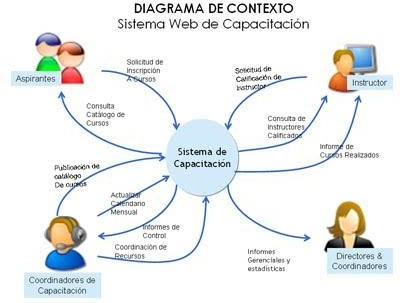 DIAGRAMA DE CONTEXTO
Sistema Web de Capacitación
Aspirantes
Solicitud de
Inscripción
A Cursos
Solicitud de
Calificación de
Instructor
Instructor
Consulta
Catálogo de
Cursos
Consulta de
Instructores
Calificados
Informe de
Cursos Realizados
Sistema de
Capacitación
Publicación de
catálogo
De cursos
Actualizar
Calendario
Mensual
Informes de
Control
Coordinación de
Recursos
Coordinadores de
Capacitación
Informes
Gerenciales y
estadísticas
Directores &
Coordinadores